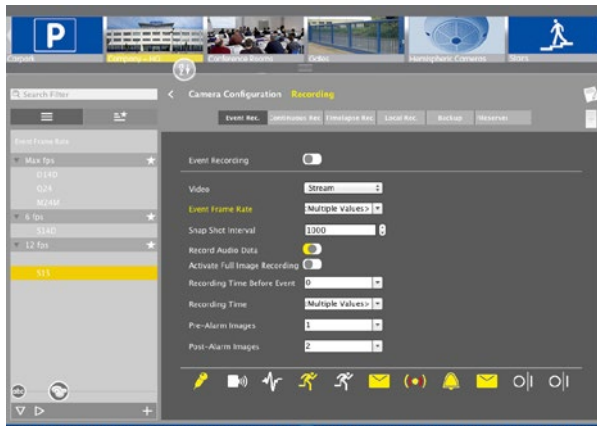 P
Carpark
Company - HQ
Conference Rooms
Gates
Hemispheric Cameras
Stairs
Search Filter
Camera Configuration Recording
Event Rec. Continuous Rec. Timelapse Rec. Local Rec. Backup MxServer
Event Frame Rate
Max fps
D14D
Q24
M24M
6 fps
S14D
12 fps
S15
Event Recording
Video Stream
Event Frame Rate <Multiple Values>
Snap Shot Interval 1000
Record Audio Data
Activate Full Image Recording
Recording Time Before Event 0
Recording Time <Multiple Values>
Pre-Alarm Images 1
Post-Alarm Images 2
abc